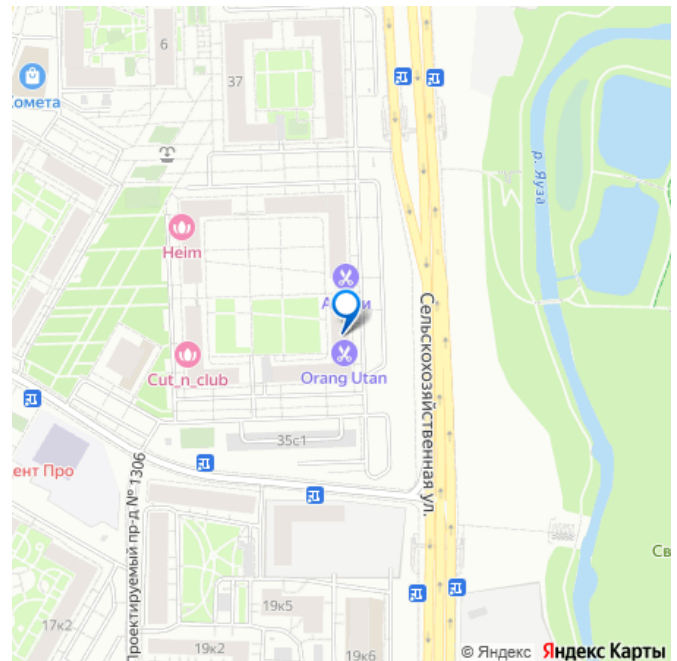 6
37
Комета
р. Яуза
Heim
Сельскохозяйственная ул.
Cut_n_club
Orang Utan
35с1
ент Про
Проектируемый пр-д № 1306
19к5
17к2
19к2
19к6
Св
© Яндекс Яндекс Карты